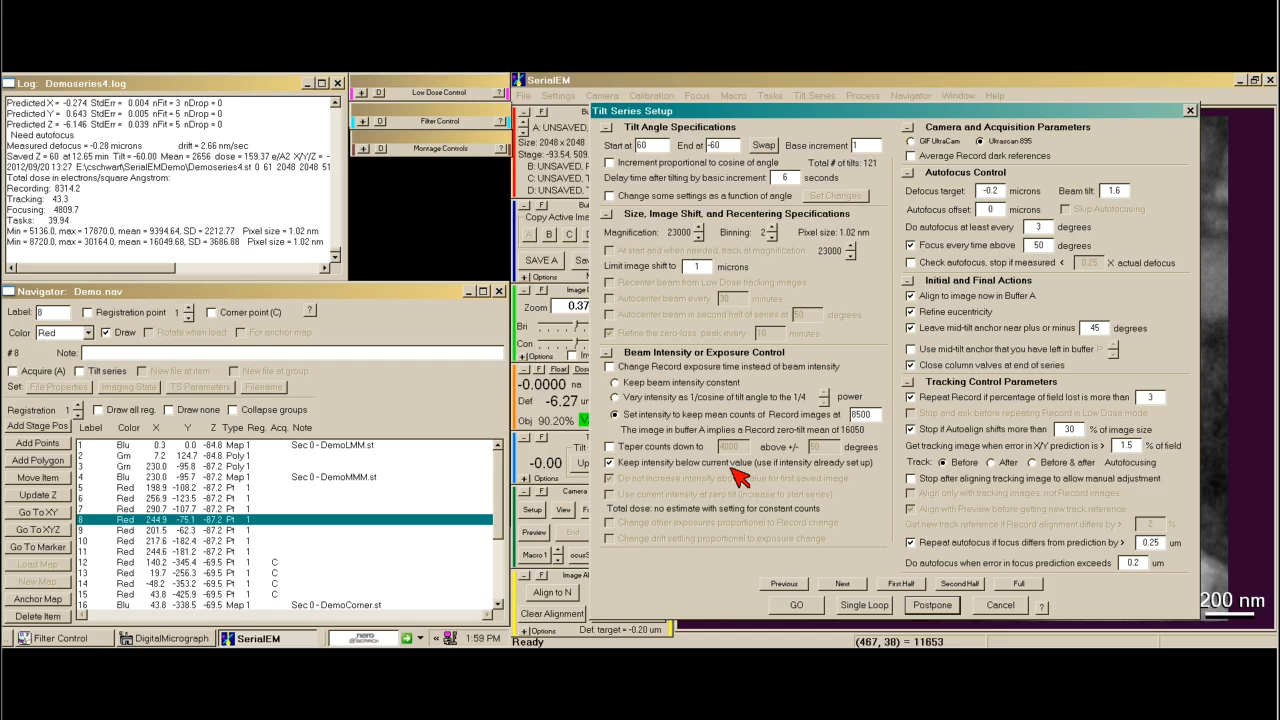 Log: Demoseries4.log
Predicted X = -0.274 StdErr = 0.004 nFit = 3 nDrop = 0
Predicted Y = 0.643 StdErr = 0.005 nFit = 5 nDrop = 0
Predicted Z = -6.146 StdErr = 0.039 nFit = 5 nDrop = 0
Need autofocus
Measured defocus = -0.28 microns drift = 2.66 nm/sec
Saved Z = 60 at 12.65 min Tilt = -60.00 Mean = 2656 dose = 159.37 e/A2 X/Y/Z = -
2012/09/20 13:27 E:\cschwart\SerialEMDemo\Demoseries4.st 0 61 2048 2048 51
Total dose in electrons/square Angstrom:
Recording: 8314.2
Tracking: 43.3
Focusing: 4809.7
Tasks: 39.94
Min = 5136.0 max = 17870.0 mean = 9394.64, SD = 2212.77 Pixel size = 1.02 nm
Min = 8720.0 max = 30164.0 mean = 16049.68, SD = 3686.88 Pixel size = 1.02 nm
+ D Low Dose Control ?
+ D Filter Control ?
+ D Montage Controls ?
Navigator: Demo.nav
Label: 8 Registration point 1 Corner point (C) ?
Color Red Draw Rotate when load For anchor map
# 8 Note:
Acquire (A) Tilt series New file at item New file at group
Set: File Properties Imaging State TS Parameters Filename
Registration 1 Draw all reg. Draw none Collapse groups
Add Stage Pos Label Color X Y Z Type Reg. Acq. Note
Add Points
Add Polygon
Move Item
Update Z
Go To XY
Go To XYZ
Go To Marker
Load Map
New Map
Anchor Map
Delete Item
1 Blu 0.3 0.0 -84.8 Map 1 Sec 0 - DemoLMM.st
2 Grn 7.2 124.7 -84.8 Poly 1
3 Grn 230.0 -95.8 -84.8 Poly 1
4 Blu 230.0 -95.8 -87.2 Map 1 Sec 0 - DemoMMM.st
5 Red 198.9 -108.2 -87.2 Pt 1
6 Red 256.9 -123.5 -87.2 Pt 1
7 Red 290.7 -107.7 -87.2 Pt 1
8 Red 244.9 -75.1 -87.2 Pt 1
9 Red 201.5 -62.3 -87.2 Pt 1
10 Red 217.6 -182.4 -87.2 Pt 1
11 Red 244.6 -181.2 -87.2 Pt 1
12 Red 140.2 -345.4 -69.5 Pt 1 C
13 Red 19.7 -256.3 -69.5 Pt 1 C
14 Red -48.2 -353.2 -69.5 Pt 1 C
15 Red 43.8 -425.9 -69.5 Pt 1 C
16 Blu 43.8 -338.5 -69.5 Map 1 Sec 0 - DemoCorner.st
Filter Control DigitalMicrograph SerialEM nero SEARCH « 1:59 PM
SerialEM
File Settings Camera Calibration Focus Macro Tasks Tilt Series Process Navigator Window Help
A: UNSAVED,
Size: 2048 x 2048
Stage: -93.54, 509.
B: UNSAVED,
C: UNSAVED,
D: UNSAVED,
Copy Active Ima
A B C D
SAVE A Sav
+ Options
Image D
Zoom 0.37
Bri
Con
+ Options Inv
- Float Dose
-0.0000 na
Def -6.27 u
Obj 90.20%
Tilt
-0.00 Up
Camera
Setup View Fo
Preview End
Macro 1 ocusS
Image Al
Align to N
Clear Alignment
+ Options Def. target = -0.20 um
Ready
Tilt Series Setup
Tilt Angle Specifications
Start at 60 End at -60 Swap Base increment 1
Increment proportional to cosine of angle Total # of tilts: 121
Delay time after tilting by basic increment: 6 seconds
Change some settings as a function of angle Set Changes
Size, Image Shift, and Recentering Specifications
Magnification: 23000 Binning: 2 Pixel size: 1.02 nm
At start and when needed, track at magnification: 23000
Limit image shift to 1 microns
Recenter beam from Low Dose tracking images
Autocenter beam every 30 minutes
Autocenter beam in second half of series at 50 degrees
Refine the zero-loss peak every 10 minutes
Beam Intensity or Exposure Control
Change Record exposure time instead of beam intensity
Keep beam intensity constant
Vary intensity as 1/cosine of tilt angle to the 1/4 power
Set intensity to keep mean counts of Record images at 8500
The image in buffer A implies a Record zero-tilt mean of 16050
Taper counts down to 4000 above +/- 50 degrees
Keep intensity below current value (use if intensity already set up)
Do not increase intensity above value for first saved image
Use current intensity at zero tilt (increase to start series)
Total dose: no estimate with setting for constant counts
Change other exposures proportional to Record change
Change drift settling proportional to exposure change
Camera and Acquisition Parameters
GIF UltraCam Ultrascan 895
Average Record dark references
Autofocus Control
Defocus target: -0.2 microns Beam tilt: 1.6
Autofocus offset: 0 microns Skip Autofocusing
Do autofocus at least every 3 degrees
Focus every time above 50 degrees
Check autofocus, stop if measured < 0.25 X actual defocus
Initial and Final Actions
Align to image now in Buffer A
Refine eucentricity
Leave mid-tilt anchor near plus or minus 45 degrees
Use mid-tilt anchor that you have left in buffer P
Close column valves at end of series
Tracking Control Parameters
Repeat Record if percentage of field lost is more than 3
Stop and ask before repeating Record in Low Dose mode
Stop if Autoalign shifts more than 30 % of image size
Get tracking image when error in X/Y prediction is > 1.5 % of field
Track: Before After Before & after Autofocusing
Stop after aligning tracking image to allow manual adjustment
Align only with tracking images, not Record images
Align with Preview before getting new track reference
Get new track reference if Record alignment differs by > 2 %
Repeat autofocus if focus differs from prediction by > 0.25 um
Do autofocus when error in focus prediction exceeds 0.2 um
Previous Next First Half Second Half Full
GO Single Loop Postpone Cancel ?
200 nm
(467, 38) = 11653